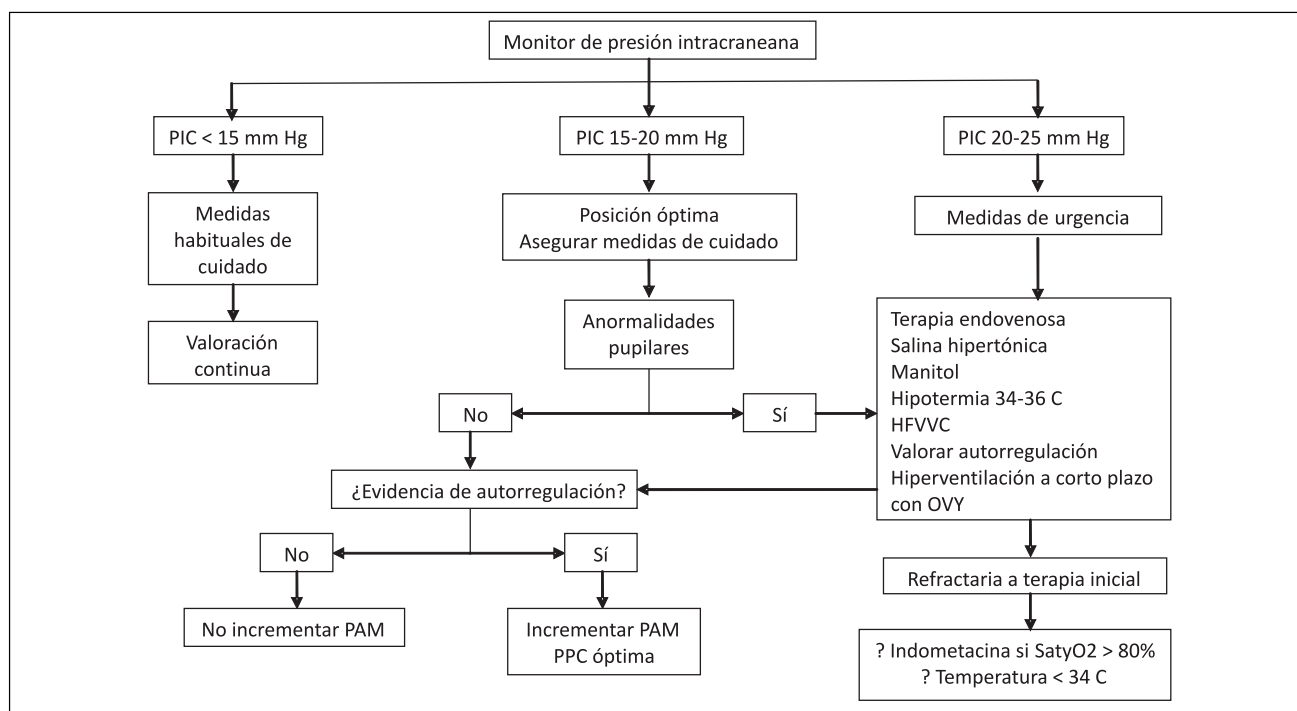 Monitor de presión intracraneana
PIC < 15 mm Hg
PIC 15-20 mm Hg
PIC 20-25 mm Hg
Medidas
habituales de
cuidado
Posición óptima
Asegurar medidas de cuidado
Medidas de urgencia
Valoración
continua
Anormalidades
pupilares
Terapia endovenosa
Salina hipertónica
Manitol
Hipotermia 34-36 C
HFVVC
Valorar autorregulación
Hiperventilación a corto plazo
con OVY
No
Sí
¿Evidencia de autorregulación?
No
Sí
Refractaria a terapia inicial
No incrementar PAM
Incrementar PAM
PPC óptima
? Indometacina si SatyO2 > 80%
? Temperatura < 34 C